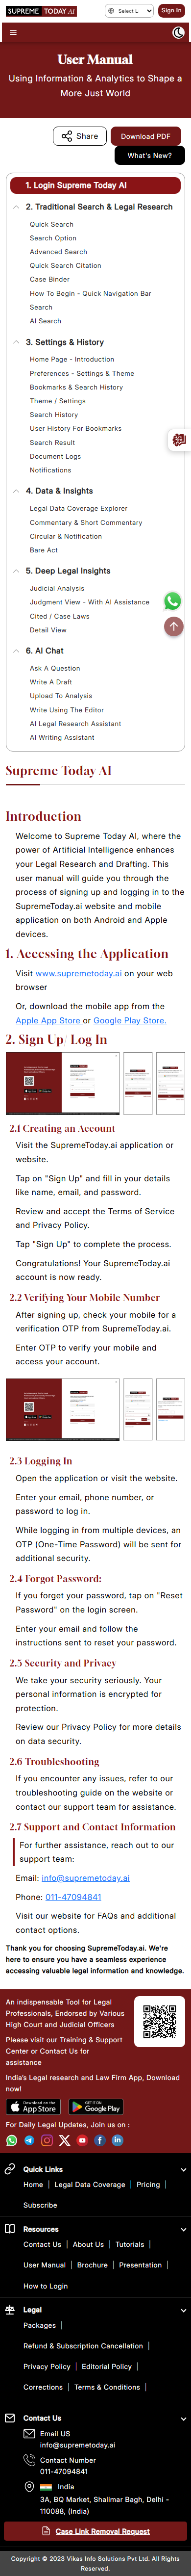 SUPREME TODAY AI
Select L
Sign In
User Manual
Using Information & Analytics to Shape a
More Just World
Share
Download PDF
What's New?
1. Login Supreme Today AI
2. Traditional Search & Legal Research
Quick Search
Search Option
Advanced Search
Quick Search Citation
Case Binder
How To Begin - Quick Navigation Bar
Search
AI Search
3. Settings & History
Home Page - Introduction
Preferences - Settings & Theme
Bookmarks & Search History
Theme / Settings
Search History
User History For Bookmarks
Search Result
Document Logs
Notifications
4. Data & Insights
Legal Data Coverage Explorer
Commentary & Short Commentary
Circular & Notification
Bare Act
5. Deep Legal Insights
Judicial Analysis
Judgment View - With AI Assistance
Cited / Case Laws
Detail View
6. AI Chat
Ask A Question
Write A Draft
Upload To Analysis
Write Using The Editor
AI Legal Research Assistant
AI Writing Assistant
Supreme Today AI
Introduction
Welcome to Supreme Today AI, where the
power of Artificial Intelligence enhances
your Legal Research and Drafting. This
user manual will guide you through the
process of signing up and logging in to the
SupremeToday.ai website and mobile
application on both Android and Apple
devices.
1. Accessing the Application
Visit www.supremetoday.ai on your web
browser
Or, download the mobile app from the
Apple App Store or Google Play Store.
2. Sign Up/ Log In
2.1 Creating an Account
Visit the SupremeToday.ai application or
website.
Tap on "Sign Up" and fill in your details
like name, email, and password.
Review and accept the Terms of Service
and Privacy Policy.
Tap "Sign Up" to complete the process.
Congratulations! Your SupremeToday.ai
account is now ready.
2.2 Verifying Your Mobile Number
After signing up, check your mobile for a
verification OTP from SupremeToday.ai.
Enter OTP to verify your mobile and
access your account.
2.3 Logging In
Open the application or visit the website.
Enter your email, phone number, or
password to log in.
While logging in from multiple devices, an
OTP (One-Time Password) will be sent for
additional security.
2.4 Forgot Password:
If you forget your password, tap on "Reset
Password" on the login screen.
Enter your email and follow the
instructions sent to reset your password.
2.5 Security and Privacy
We take your security seriously. Your
personal information is encrypted for
protection.
Review our Privacy Policy for more details
on data security.
2.6 Troubleshooting
If you encounter any issues, refer to our
troubleshooting guide on the website or
contact our support team for assistance.
2.7 Support and Contact Information
For further assistance, reach out to our
support team:
Email: info@supremetoday.ai
Phone: 011-47094841
Visit our website for FAQs and additional
contact options.
Thank you for choosing SupremeToday.ai. We're
here to ensure you have a seamless experience
accessing valuable legal information and knowledge.
An indispensable Tool for Legal
Professionals, Endorsed by Various
High Court and Judicial Officers
Please visit our Training & Support
Center or Contact Us for
assistance
India's Legal research and Law Firm App, Download
now!
Download on the
App Store
GET IT ON
Google Play
For Daily Legal Updates, Join us on :
Quick Links
Home | Legal Data Coverage | Pricing |
Subscribe
Resources
Contact Us | About Us | Tutorials |
User Manual | Brochure | Presentation |
How to Login
Legal
Packages |
Refund & Subscription Cancellation |
Privacy Policy | Editorial Policy |
Corrections | Terms & Conditions |
Contact Us
Email US
info@supremetoday.ai
Contact Number
011-47094841
India
3A, BQ Market, Shalimar Bagh, Delhi -
110088, (India)
Case Link Removal Request
Copyright © 2023 Vikas Info Solutions Pvt Ltd. All Rights
Reserved.